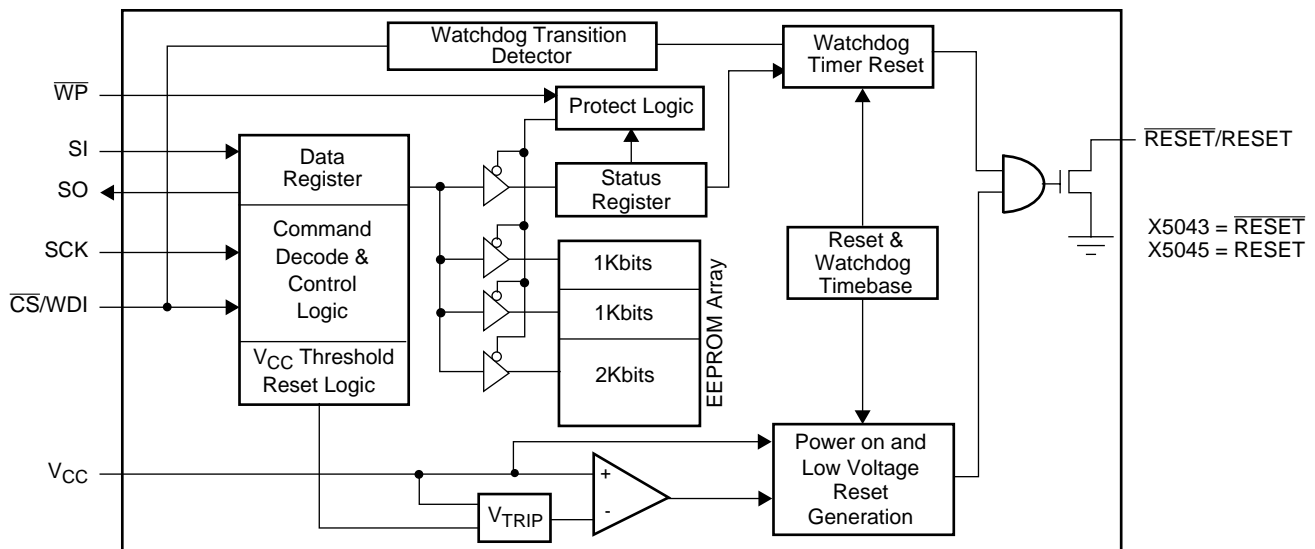 Watchdog Transition
Detector
Watchdog
Timer Reset
WP
Protect Logic
SI
SO
SCK
CS/WDI
Data
Register
Command
Decode &
Control
Logic
VCC Threshold
Reset Logic
Status
Register
1Kbits
1Kbits
2Kbits
EEPROM Array
Reset &
Watchdog
Timebase
RESET/RESET
X5043 = RESET
X5045 = RESET
VCC
VTRIP
+
-
Power on and
Low Voltage
Reset
Generation